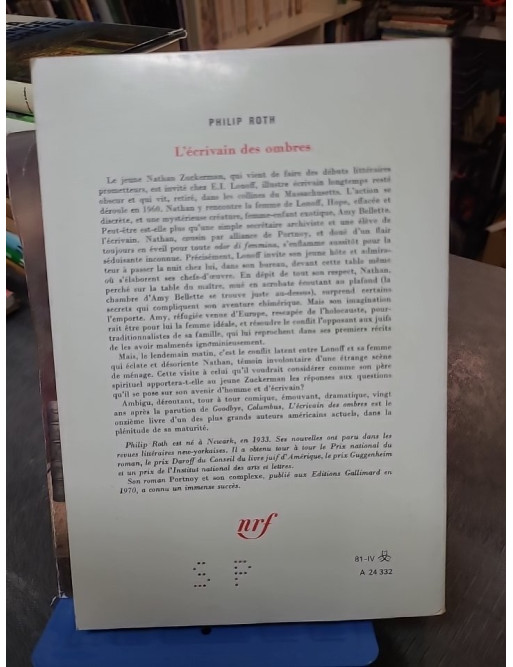 PHILIP ROTH
L'écrivain des ombres
Le jeune Nathan Zuckerman, qui vient de faire des débuts littéraires
prometteurs, est invité chez E.I. Lonoff, illustre écrivain longtemps resté
obscur et qui vit, retiré, dans les collines du Massachusetts. L'action se
déroule en 1960. Nathan y rencontre la femme de Lonoff, Hope, effacée et
discrète, et une mystérieuse créature, femme-enfant exotique, Amy Bellette.
Peut-être est-elle plus qu'une simple secrétaire archiviste et une élève de
l'écrivain. Nathan, cousin par alliance de Portnoy, et doué d'un flair
toujours en éveil pour toute odor di femmina, s'enflamme aussitôt pour la
séduisante inconnue. Précisément, Lonoff invite son jeune hôte et admira-
teur à passer la nuit chez lui, dans son bureau, devant cette table même
où s'élaborent ses chefs-d'œuvre. En dépit de tout son respect, Nathan,
perché sur la table du maître, mué en acrobate écoutant au plafond (la
chambre d'Amy Bellette se trouve juste au-dessus), surprend certains
secrets qui compliquent son aventure chimérique. Mais son imagination
l'emporte. Amy, réfugiée venue d'Europe, rescapée de l'holocauste, pour-
rait être pour lui la femme idéale, et résoudre le conflit l'opposant aux juifs
traditionnalistes de sa famille, qui lui reprochent dans ses premiers récits
de les avoir malmenés ignominieusement.
Mais, le lendemain matin, c'est le conflit latent entre Lonoff et sa femme
qui éclate et désoriente Nathan, témoin involontaire d'une étrange scène
de ménage. Cette visite à celui qu'il voudrait considérer comme son père
spirituel apportera-t-elle au jeune Zuckerman les réponses aux questions
qu'il se pose sur son avenir d'homme et d'écrivain?
Ambigu, déroutant, tour à tour comique, émouvant, dramatique, vingt
ans après la parution de Goodbye, Columbus, L'écrivain des ombres est le
onzième livre d'un des plus grands auteurs américains actuels, dans la
plénitude de sa maturité.
Philip Roth est né à Newark, en 1933. Ses nouvelles ont paru dans les
revues littéraires new-yorkaises. Il a obtenu tour à tour le Prix national du
roman, le prix Daroff du Conseil du livre juif d'Amérique, le prix Guggenheim
et un prix de l'Institut national des arts et lettres.
Son roman Portnoy et son complexe, publié aux Editions Gallimard en
1970, a connu un immense succès.
nrf
SP
81-IV
A 24332